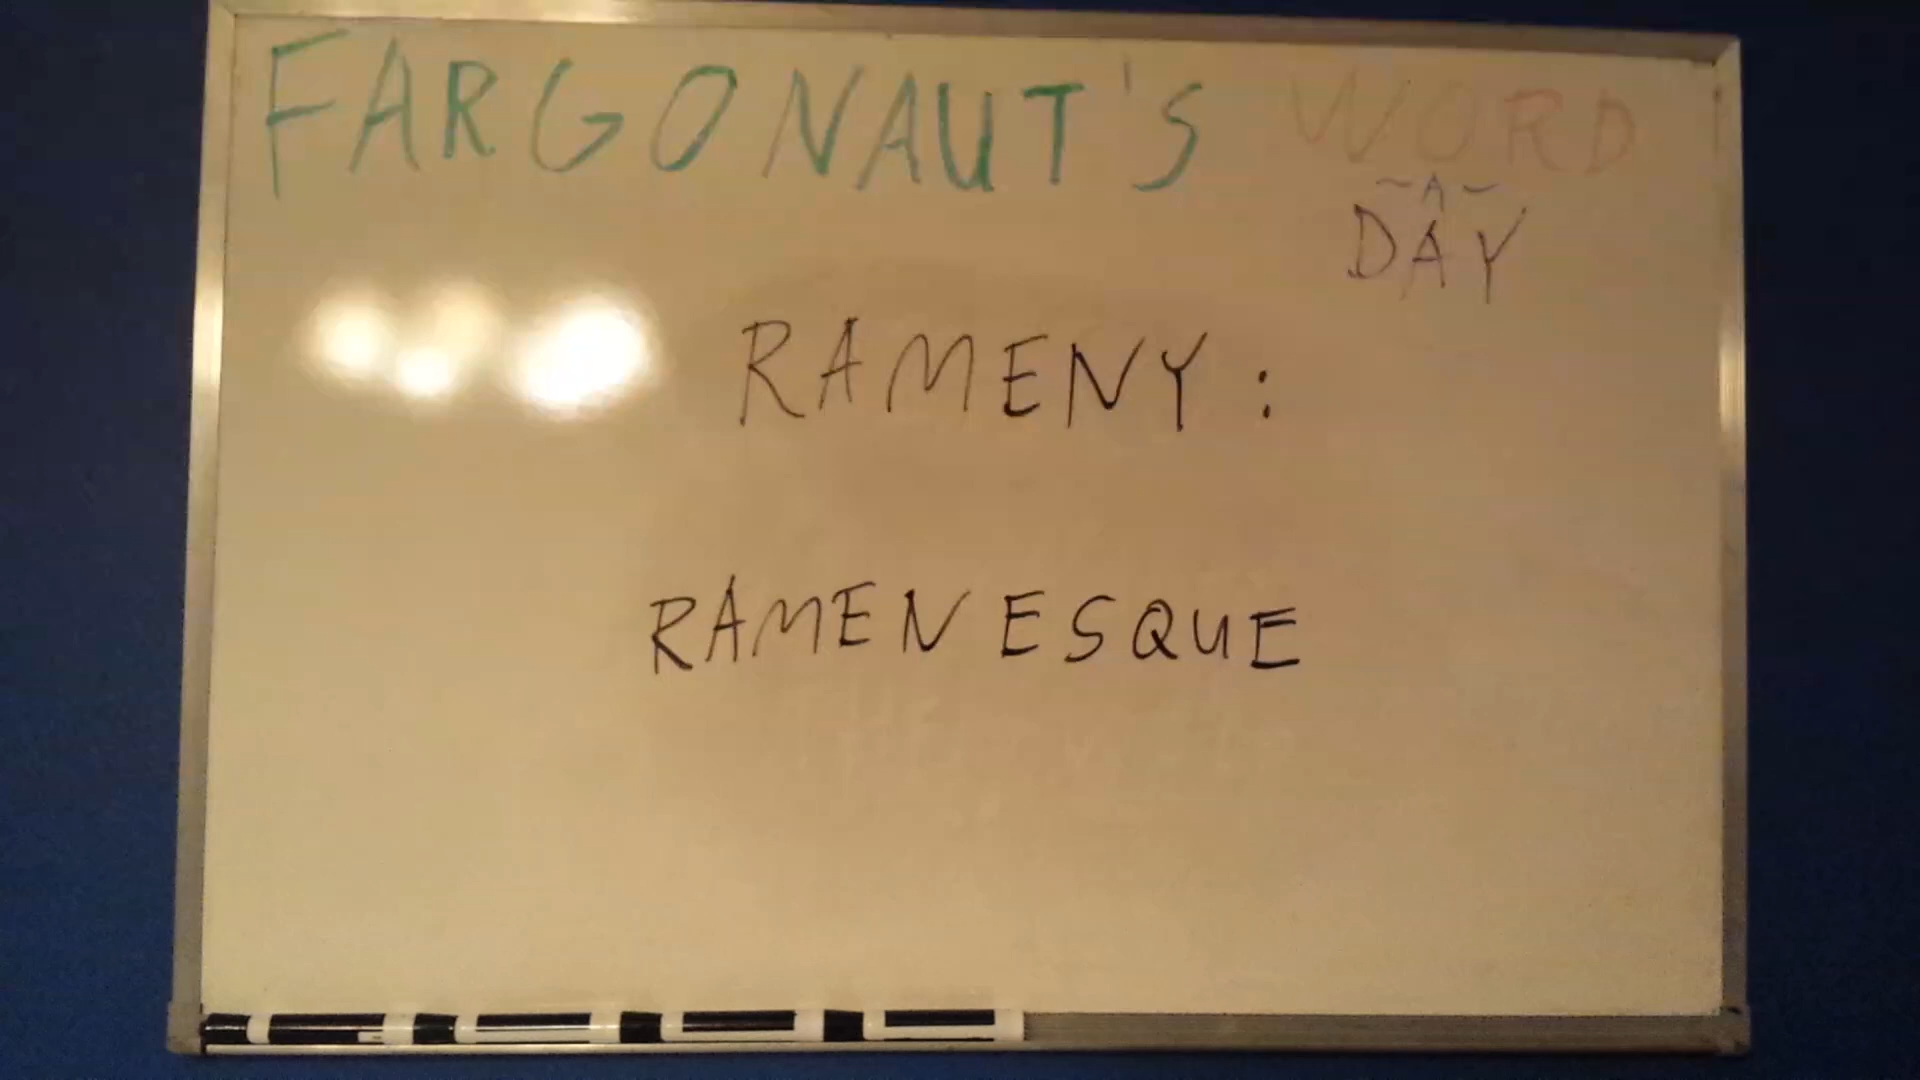 FARGONAUT'S WORD
-A-
DAY
RAMENY:
RAMENESQUE